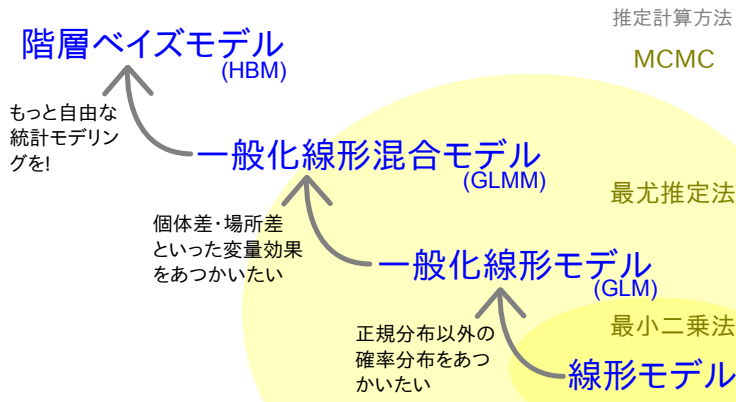 推定計算方法
階層ベイズモデル
(HBM)
MCMC
もっと自由な
統計モデリン
グを!
一般化線形混合モデル
(GLMM)
最尤推定法
個体差・場所差
といった変量効果
をあつかいたい
一般化線形モデル
(GLM)
最小二乗法
正規分布以外の
確率分布をあつ
かいたい
線形モデル